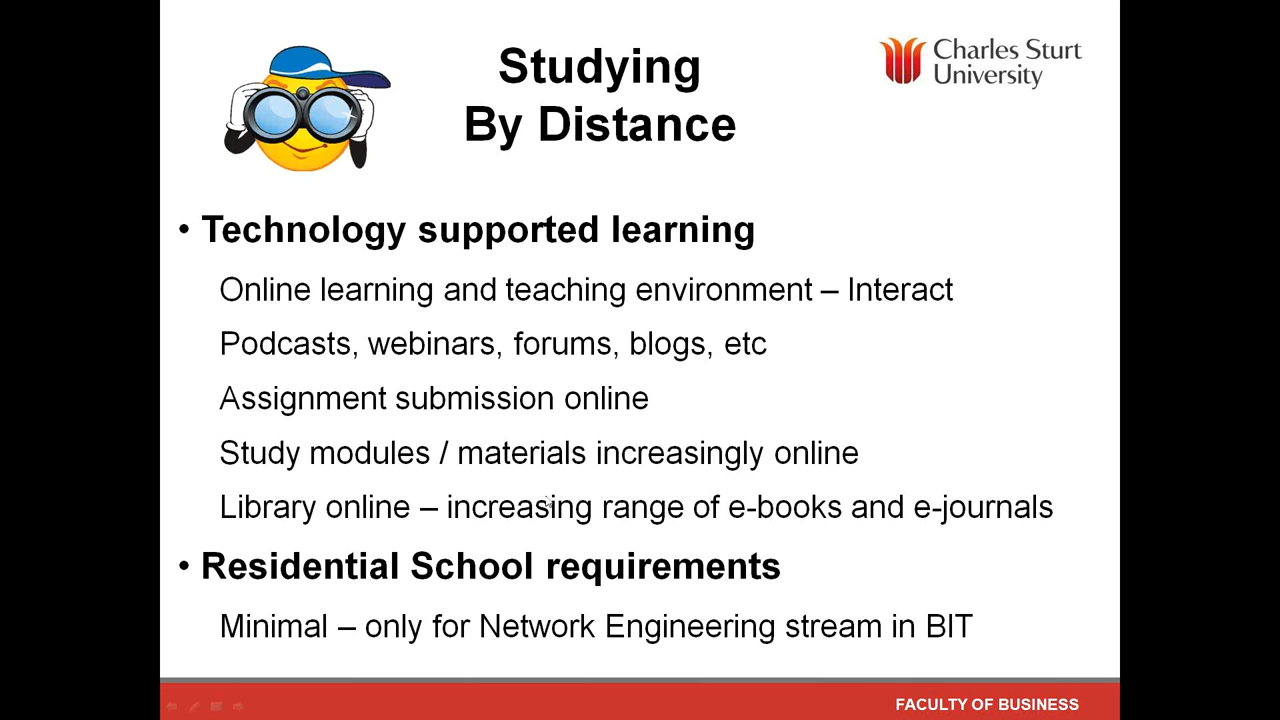 Studying
By Distance
Charles Sturt
University
• Technology supported learning
Online learning and teaching environment – Interact
Podcasts, webinars, forums, blogs, etc
Assignment submission online
Study modules / materials increasingly online
Library online – increasing range of e-books and e-journals
• Residential School requirements
Minimal – only for Network Engineering stream in BIT
FACULTY OF BUSINESS